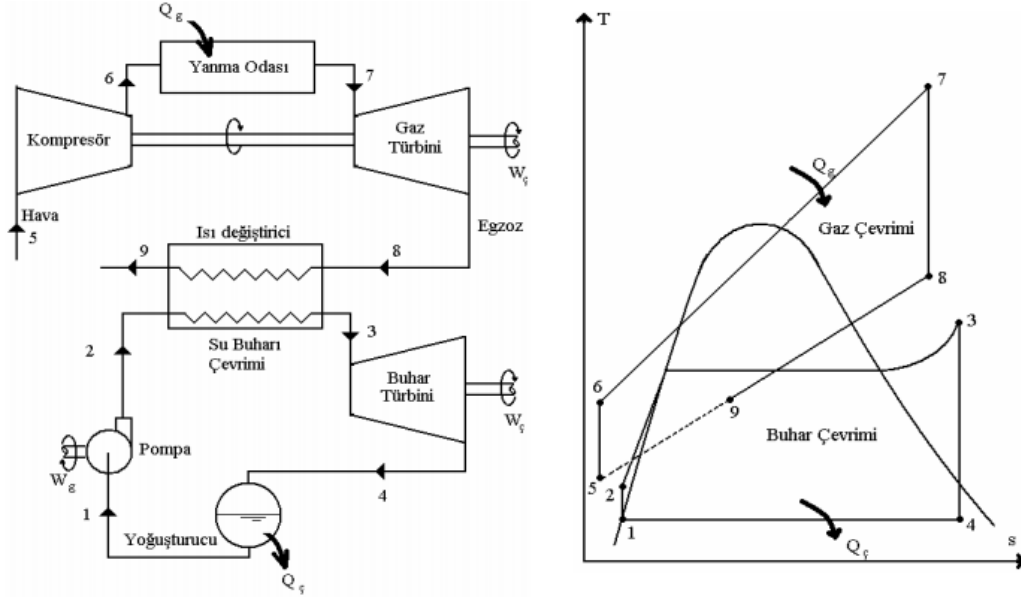 Q_g
Yanma Odası
6
7
Kompresör
Gaz
Türbini
W_ç
Hava
5
Egzoz
Isı değiştirici
9
8
2
3
Su Buharı
Çevrimi
Buhar
Türbini
W_ç
Pompa
W_g
4
1
Yoğuşturucu
Q_ç
T
7
Q_g
Gaz Çevrimi
8
3
6
9
Buhar Çevrimi
5
2
1
4
s
Q_ç